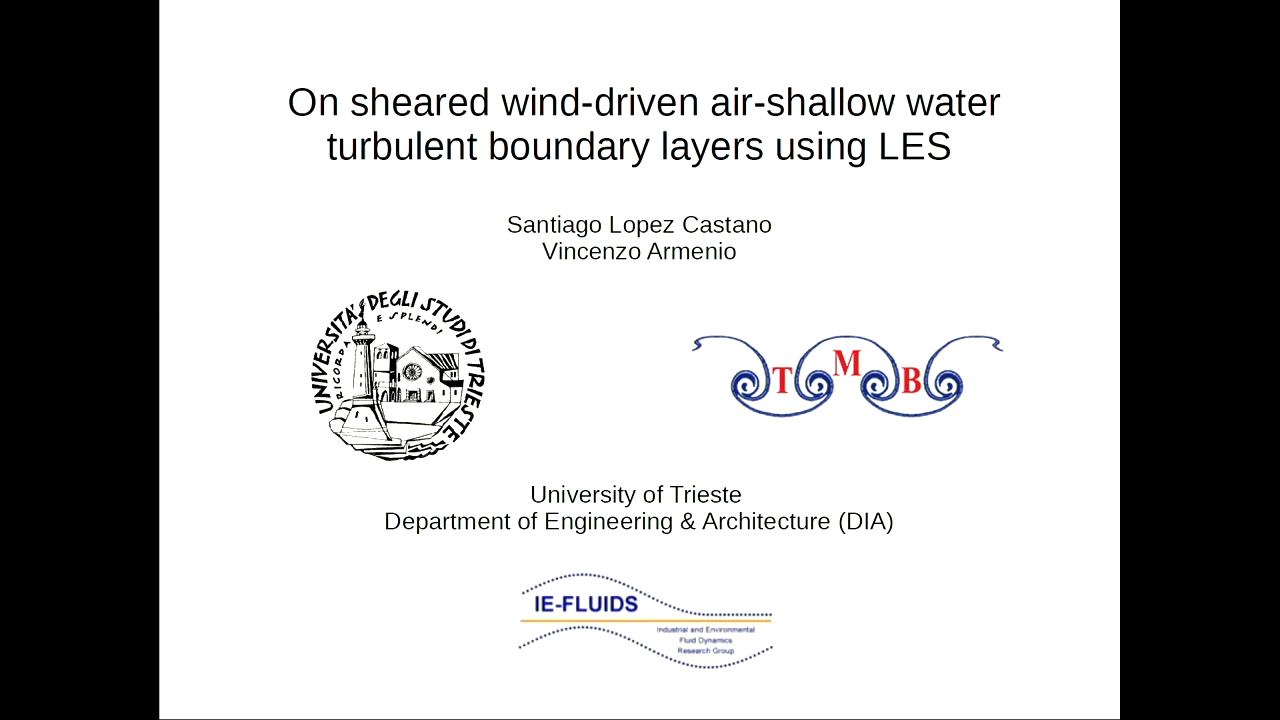 On sheared wind-driven air-shallow water
turbulent boundary layers using LES
Santiago Lopez Castano
Vincenzo Armenio
UNIVERSITA' DEGLI STUDI DI TRIESTE
RICORDA E SPLENDI
T M B
University of Trieste
Department of Engineering & Architecture (DIA)
IE-FLUIDS
Industrial and Environmental
Fluid Dynamics
Research Group